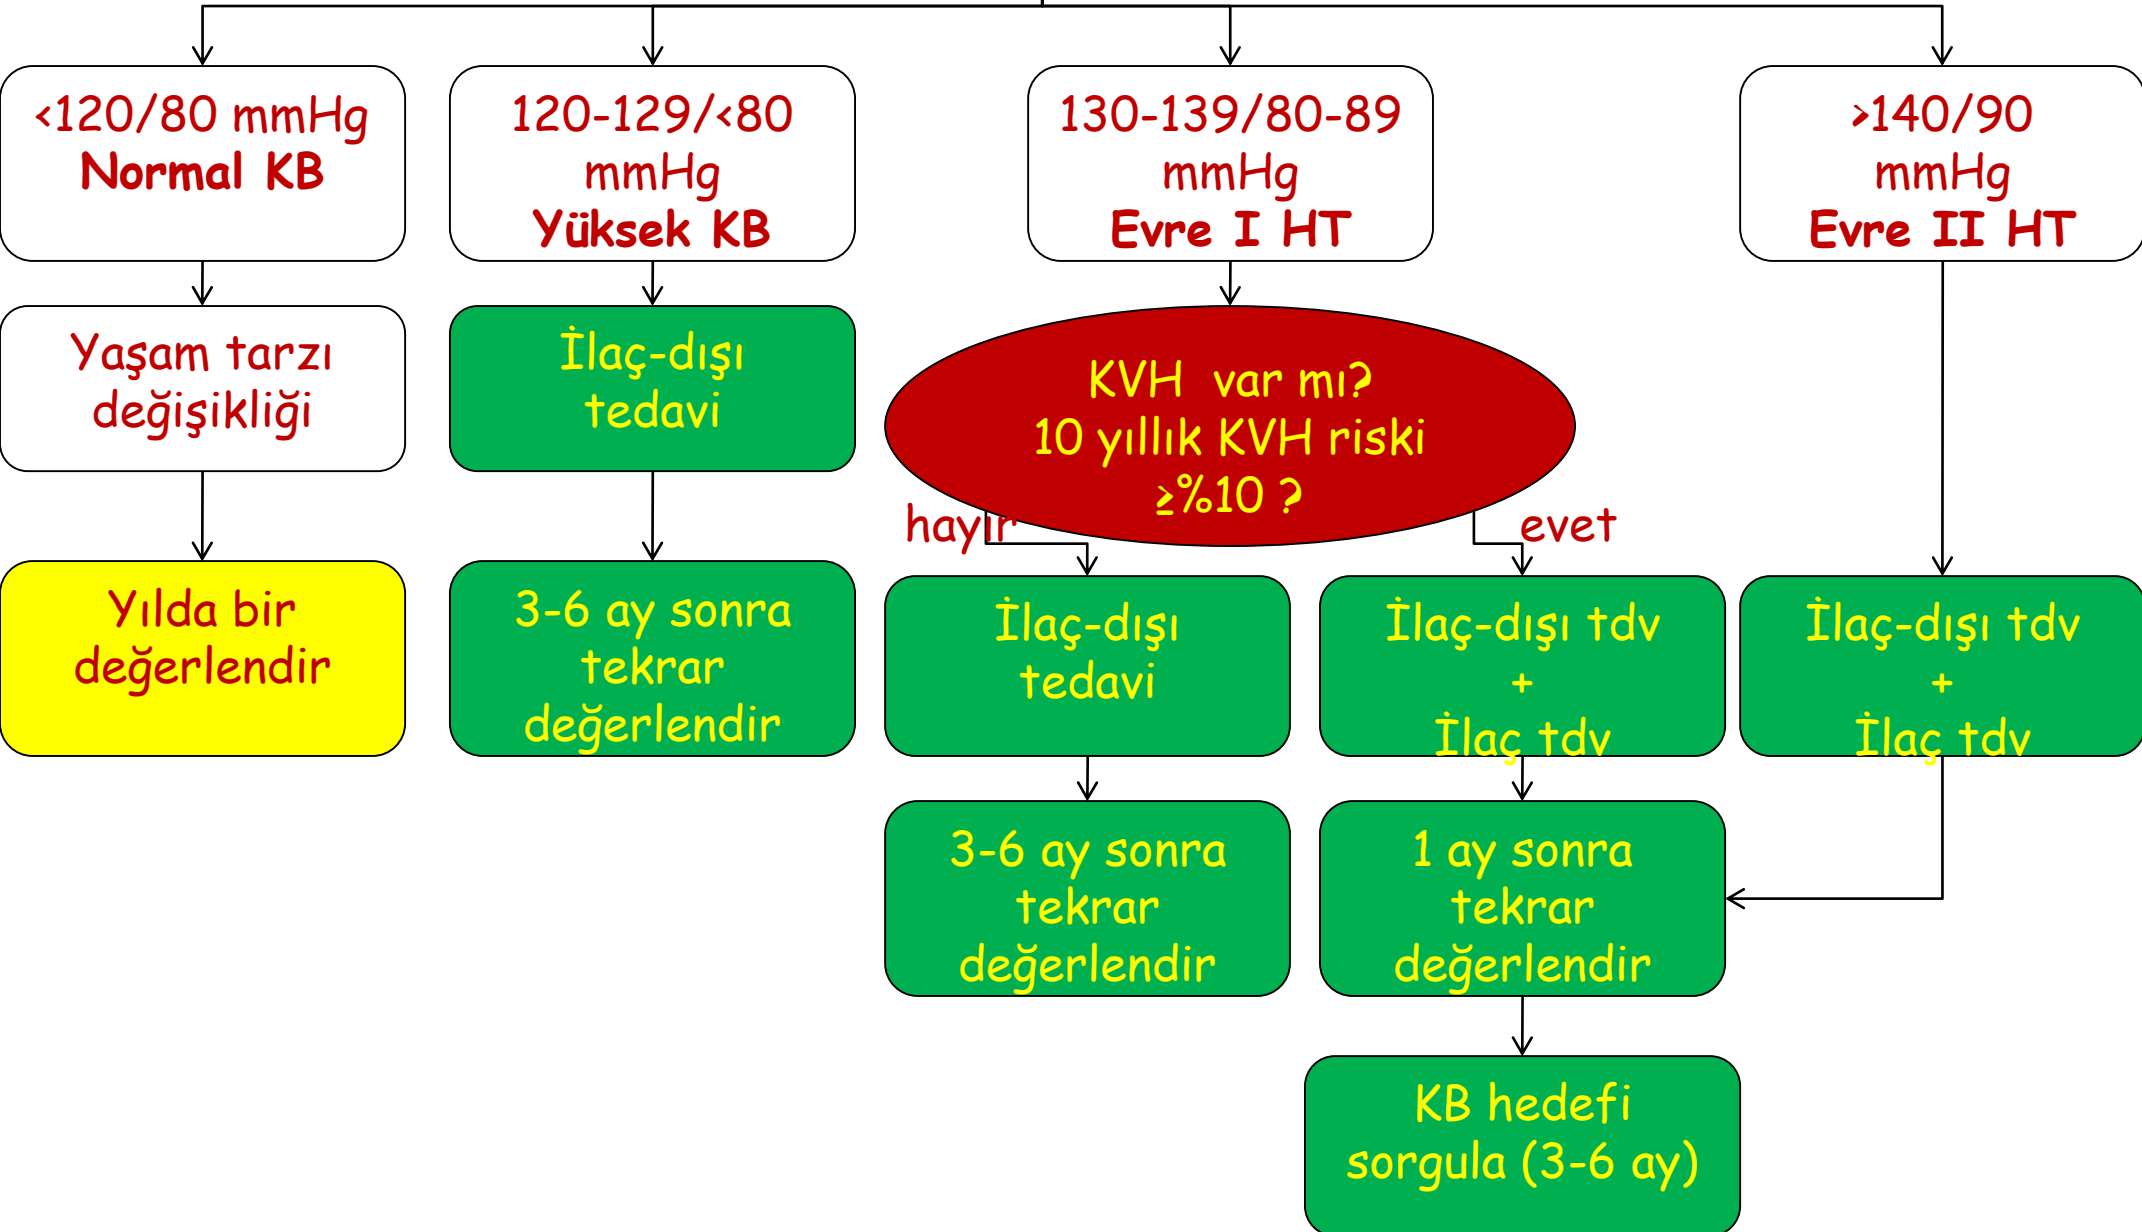 <120/80 mmHg
Normal KB
120-129/<80
mmHg
Yüksek KB
130-139/80-89
mmHg
Evre I HT
>140/90
mmHg
Evre II HT
Yaşam tarzı
değişikliği
İlaç-dışı
tedavi
KVH var mı?
10 yıllık KVH riski
≥%10 ?
hayır
evet
Yılda bir
değerlendir
3-6 ay sonra
tekrar
değerlendir
İlaç-dışı
tedavi
İlaç-dışı tdv
+
İlaç tdv
İlaç-dışı tdv
+
İlaç tdv
3-6 ay sonra
tekrar
değerlendir
1 ay sonra
tekrar
değerlendir
KB hedefi
sorgula (3-6 ay)